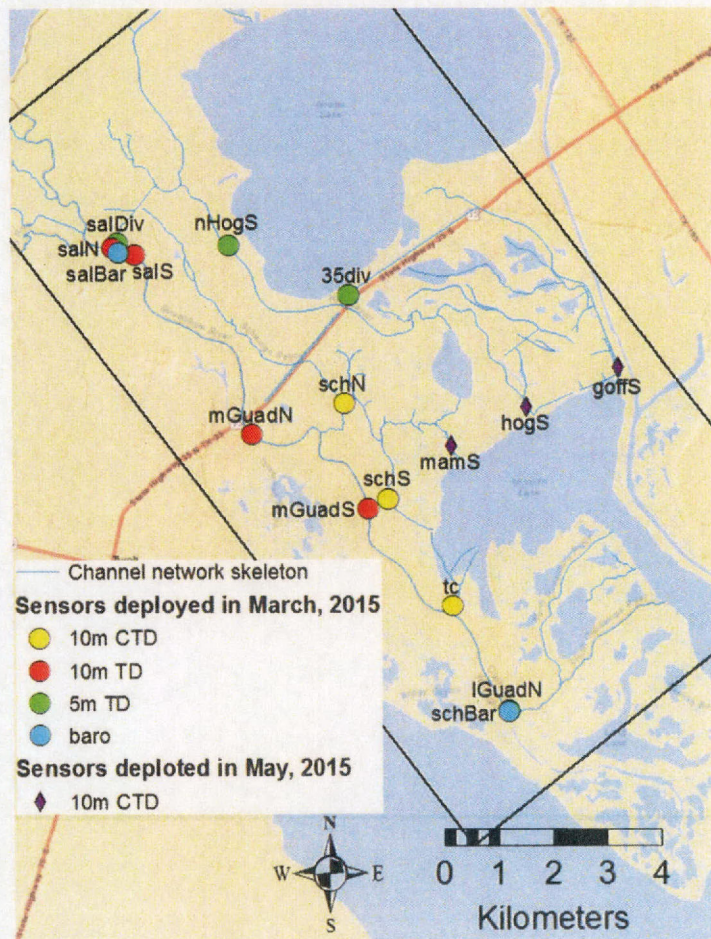 salDiv
nHogS
salN
salBar
salS
35div
35
schN
goffS
mGuadN
hogS
mamS
schS
mGuadS
tc
lGuadN
schBar
Channel network skeleton
Sensors deployed in March, 2015
10m CTD
10m TD
5m TD
baro
Sensors deploted in May, 2015
10m CTD
N
W
E
S
0 1 2 3 4
Kilometers